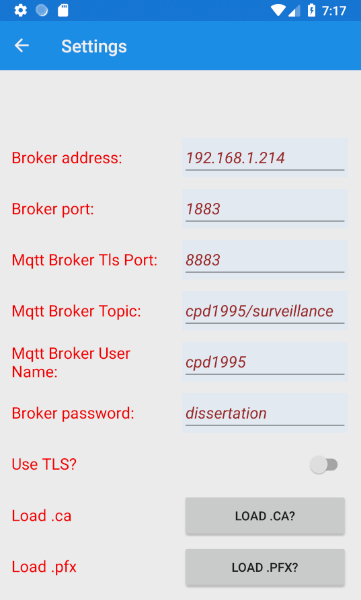 7:17
Settings
Broker address: 192.168.1.214
Broker port: 1883
Mqtt Broker Tls Port: 8883
Mqtt Broker Topic: cpd1995/surveillance
Mqtt Broker User
Name: cpd1995
Broker password: dissertation
Use TLS?
Load .ca LOAD .CA?
Load .pfx LOAD .PFX?